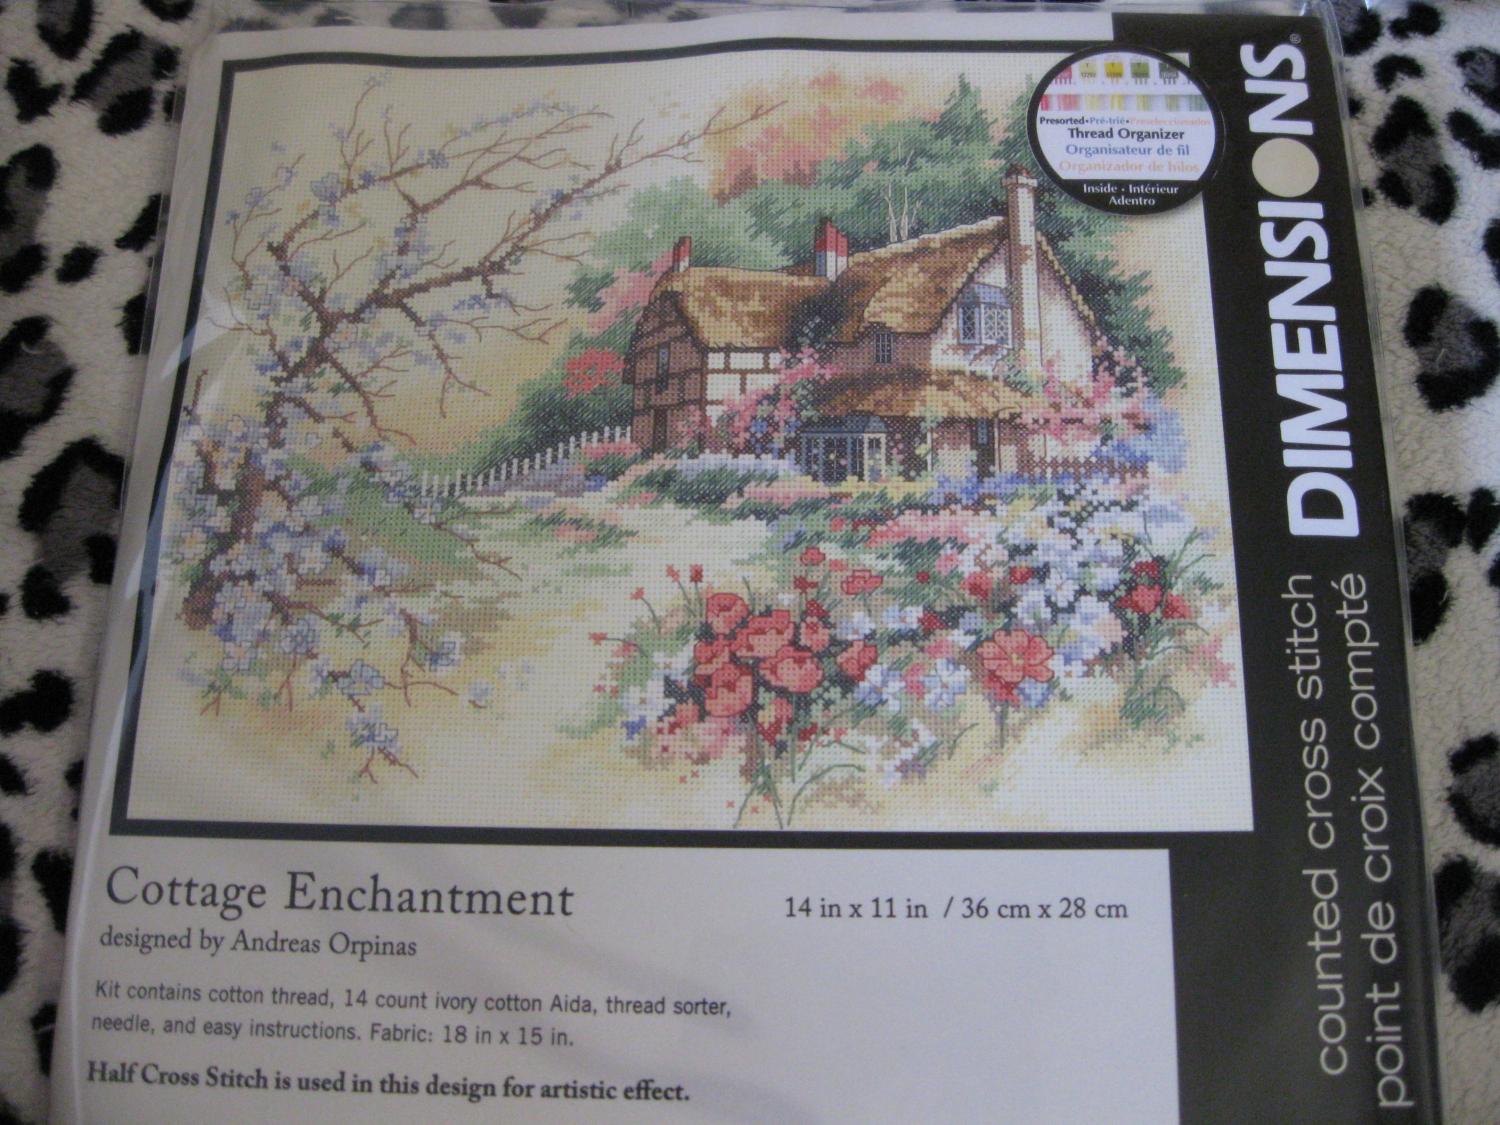 Presorted•Pré-trié•Preseleccionados
Thread Organizer
Organisateur de fil
Organizador de hilos
Inside • Intérieur
Adentro
DIMENSIONS®
counted cross stitch
point de croix compté
Cottage Enchantment
14 in x 11 in / 36 cm x 28 cm
designed by Andreas Orpinas
Kit contains cotton thread, 14 count ivory cotton Aida, thread sorter,
needle, and easy instructions. Fabric: 18 in x 15 in.
Half Cross Stitch is used in this design for artistic effect.